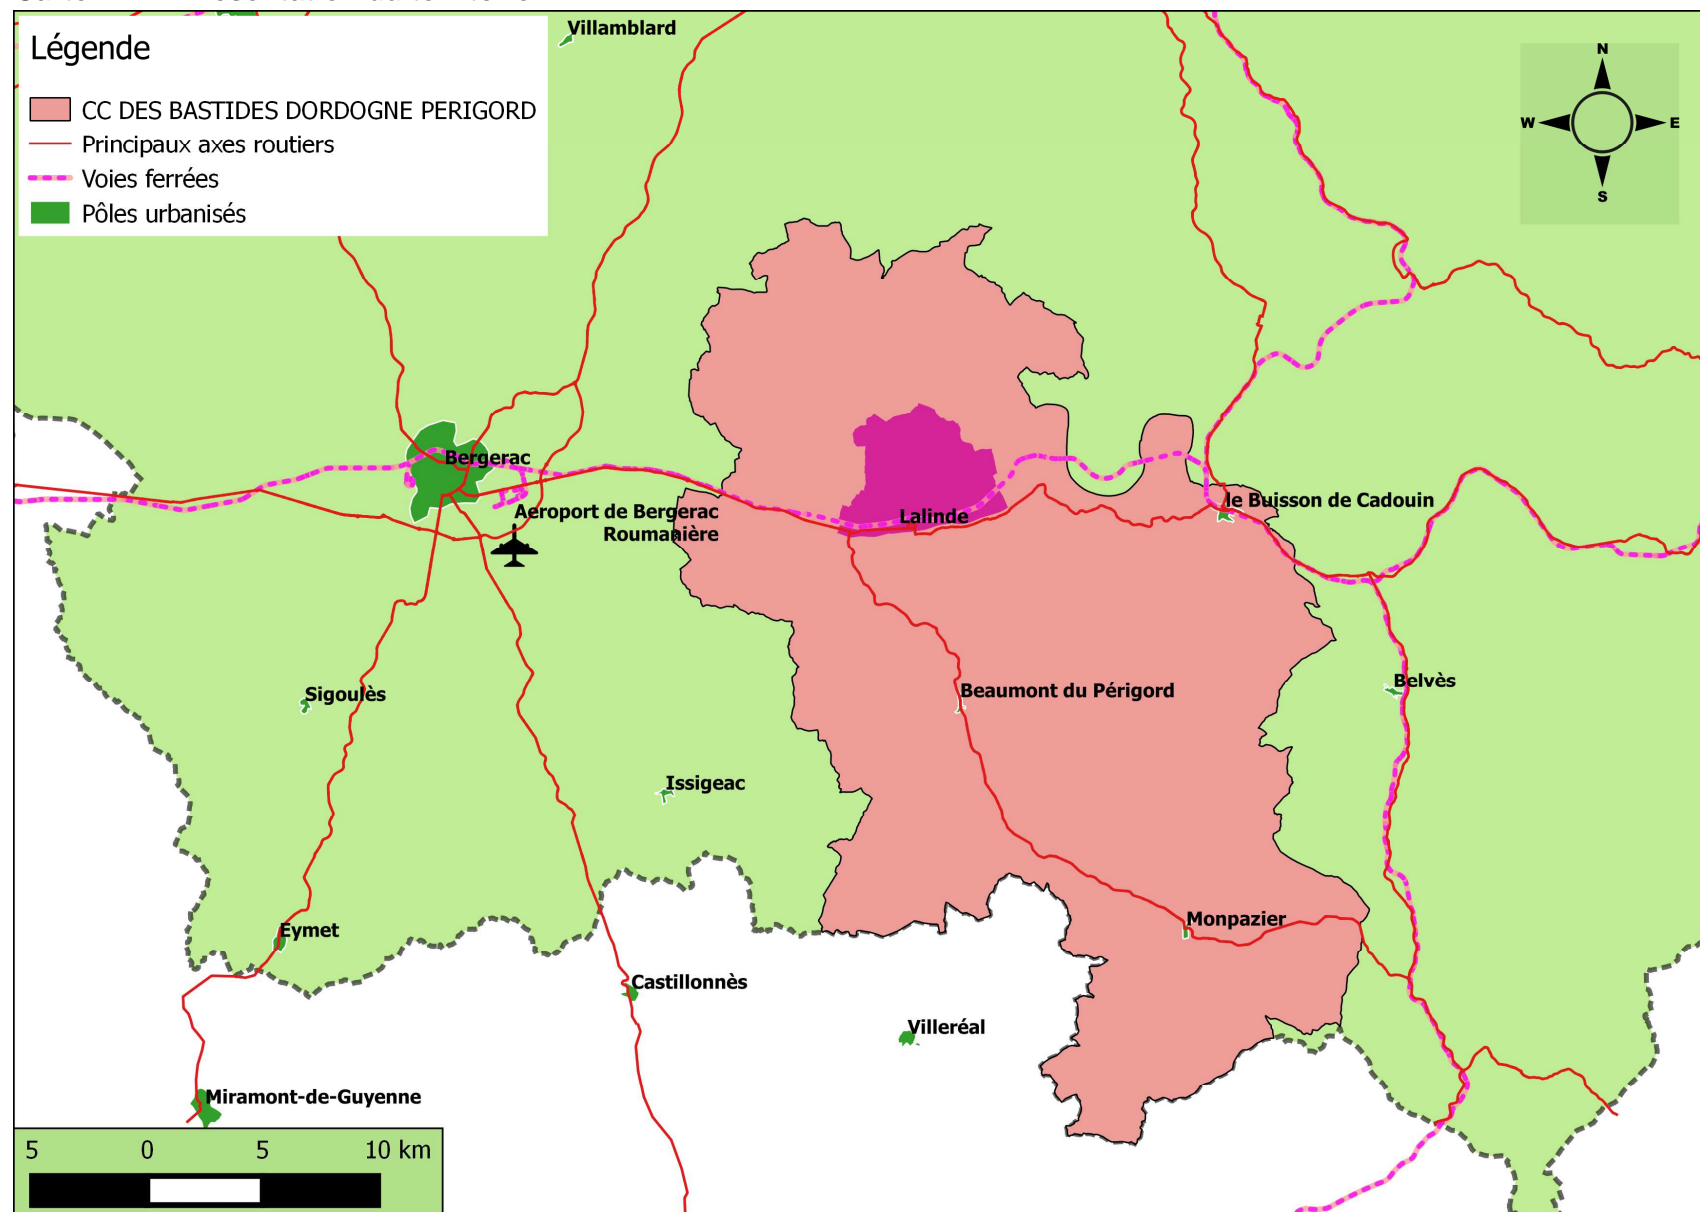 Villamblard
Légende
CC DES BASTIDES DORDOGNE PERIGORD
Principaux axes routiers
Voies ferrées
Pôles urbanisés
N
W
E
S
Bergerac
Aeroport de Bergerac
Roumanière
Lalinde
le Buisson de Cadouin
Sigoulès
Beaumont du Périgord
Belvès
Issigeac
Eymet
Monpazier
Castillonnès
Villeréal
Miramont-de-Guyenne
5 0 5 10 km